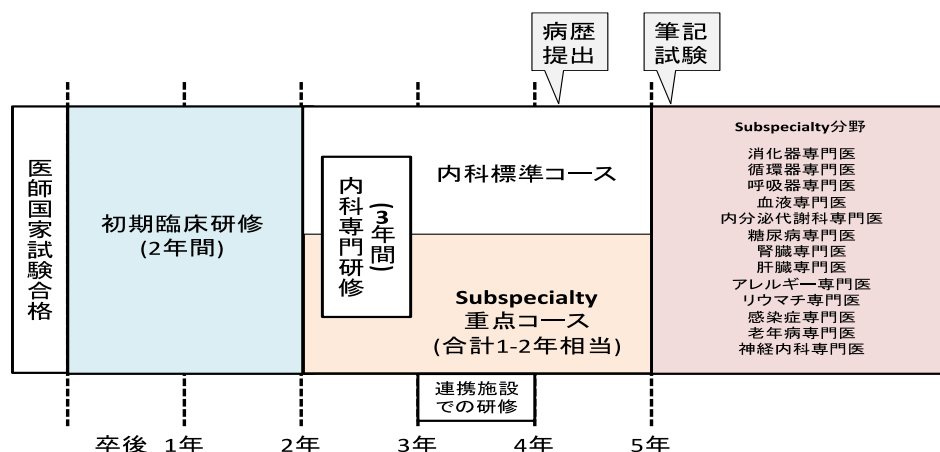 病歴
提出
筆記
試験
医師国家試験合格
初期臨床研修
(2年間)
内科専門研修
(3年間)
内科標準コース
Subspecialty
重点コース
(合計1-2年相当)
Subspecialty分野
消化器専門医
循環器専門医
呼吸器専門医
血液専門医
内分泌代謝科専門医
糖尿病専門医
腎臓専門医
肝臓専門医
アレルギー専門医
リウマチ専門医
感染症専門医
老年病専門医
神経内科専門医
連携施設
での研修
卒後 1年 2年 3年 4年 5年